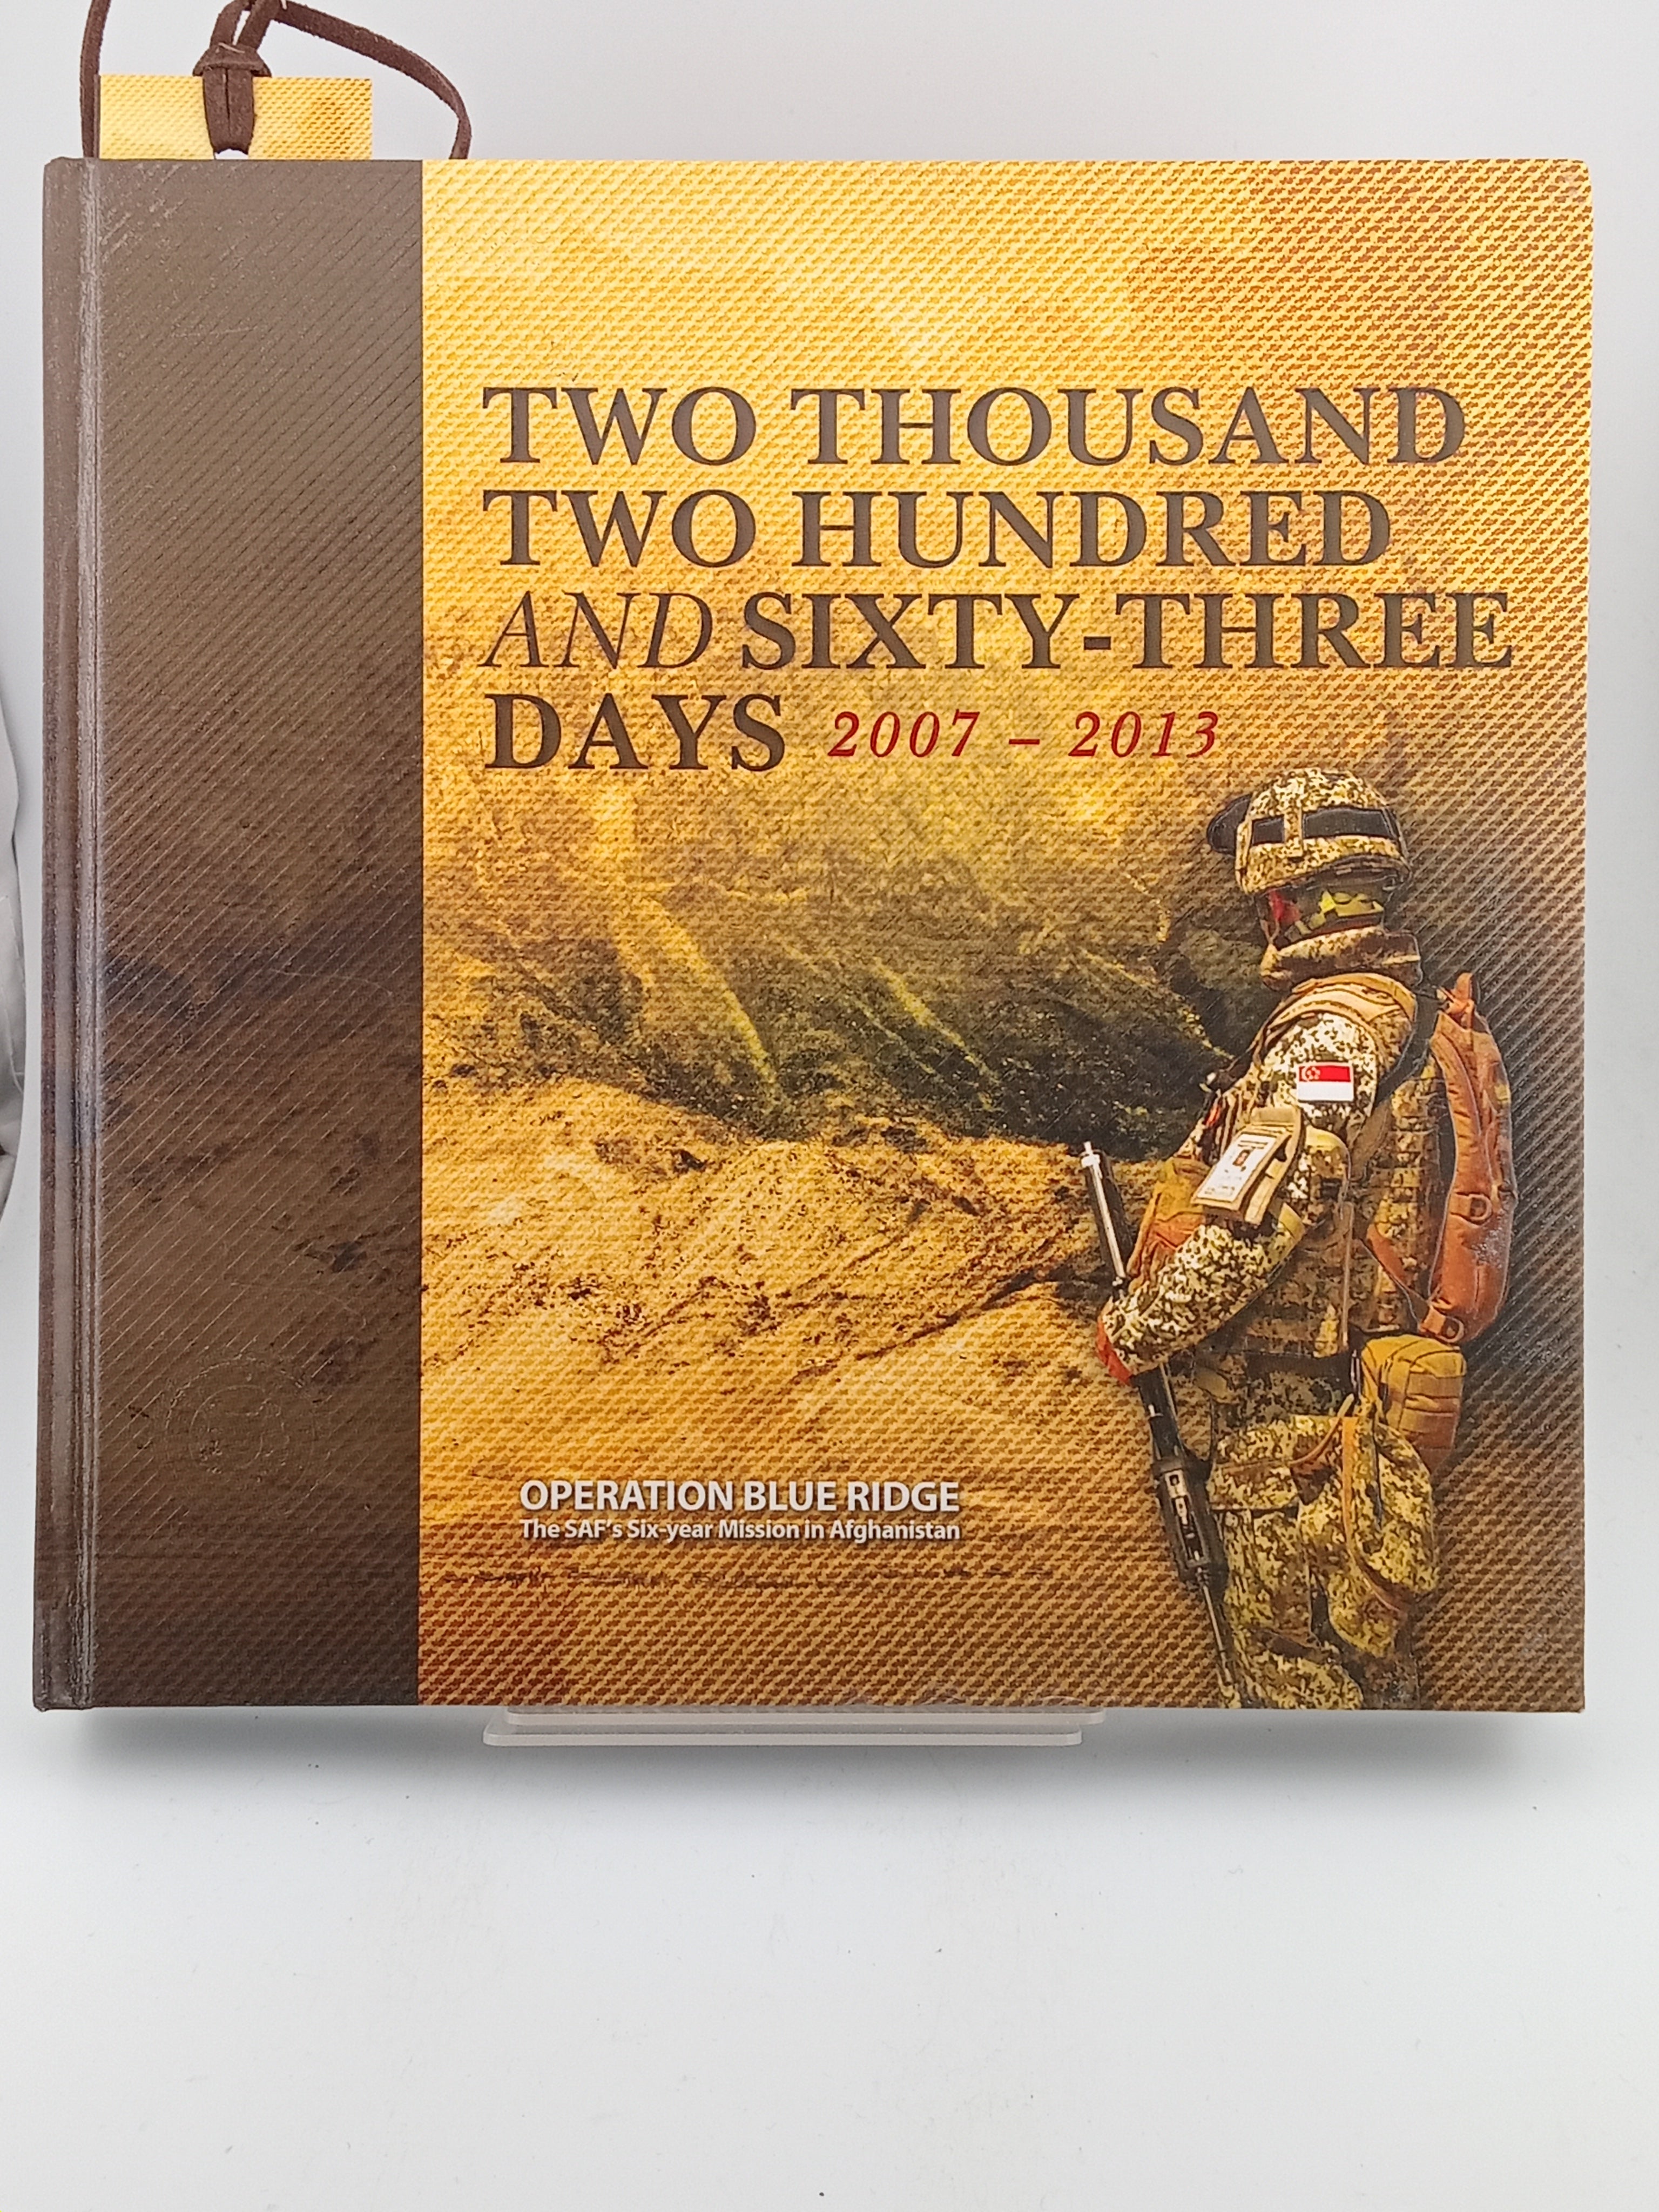 TWO THOUSAND
TWO HUNDRED
AND SIXTY-THREE
DAYS 2007 – 2013
OPERATION BLUE RIDGE
The SAF's Six-year Mission in Afghanistan